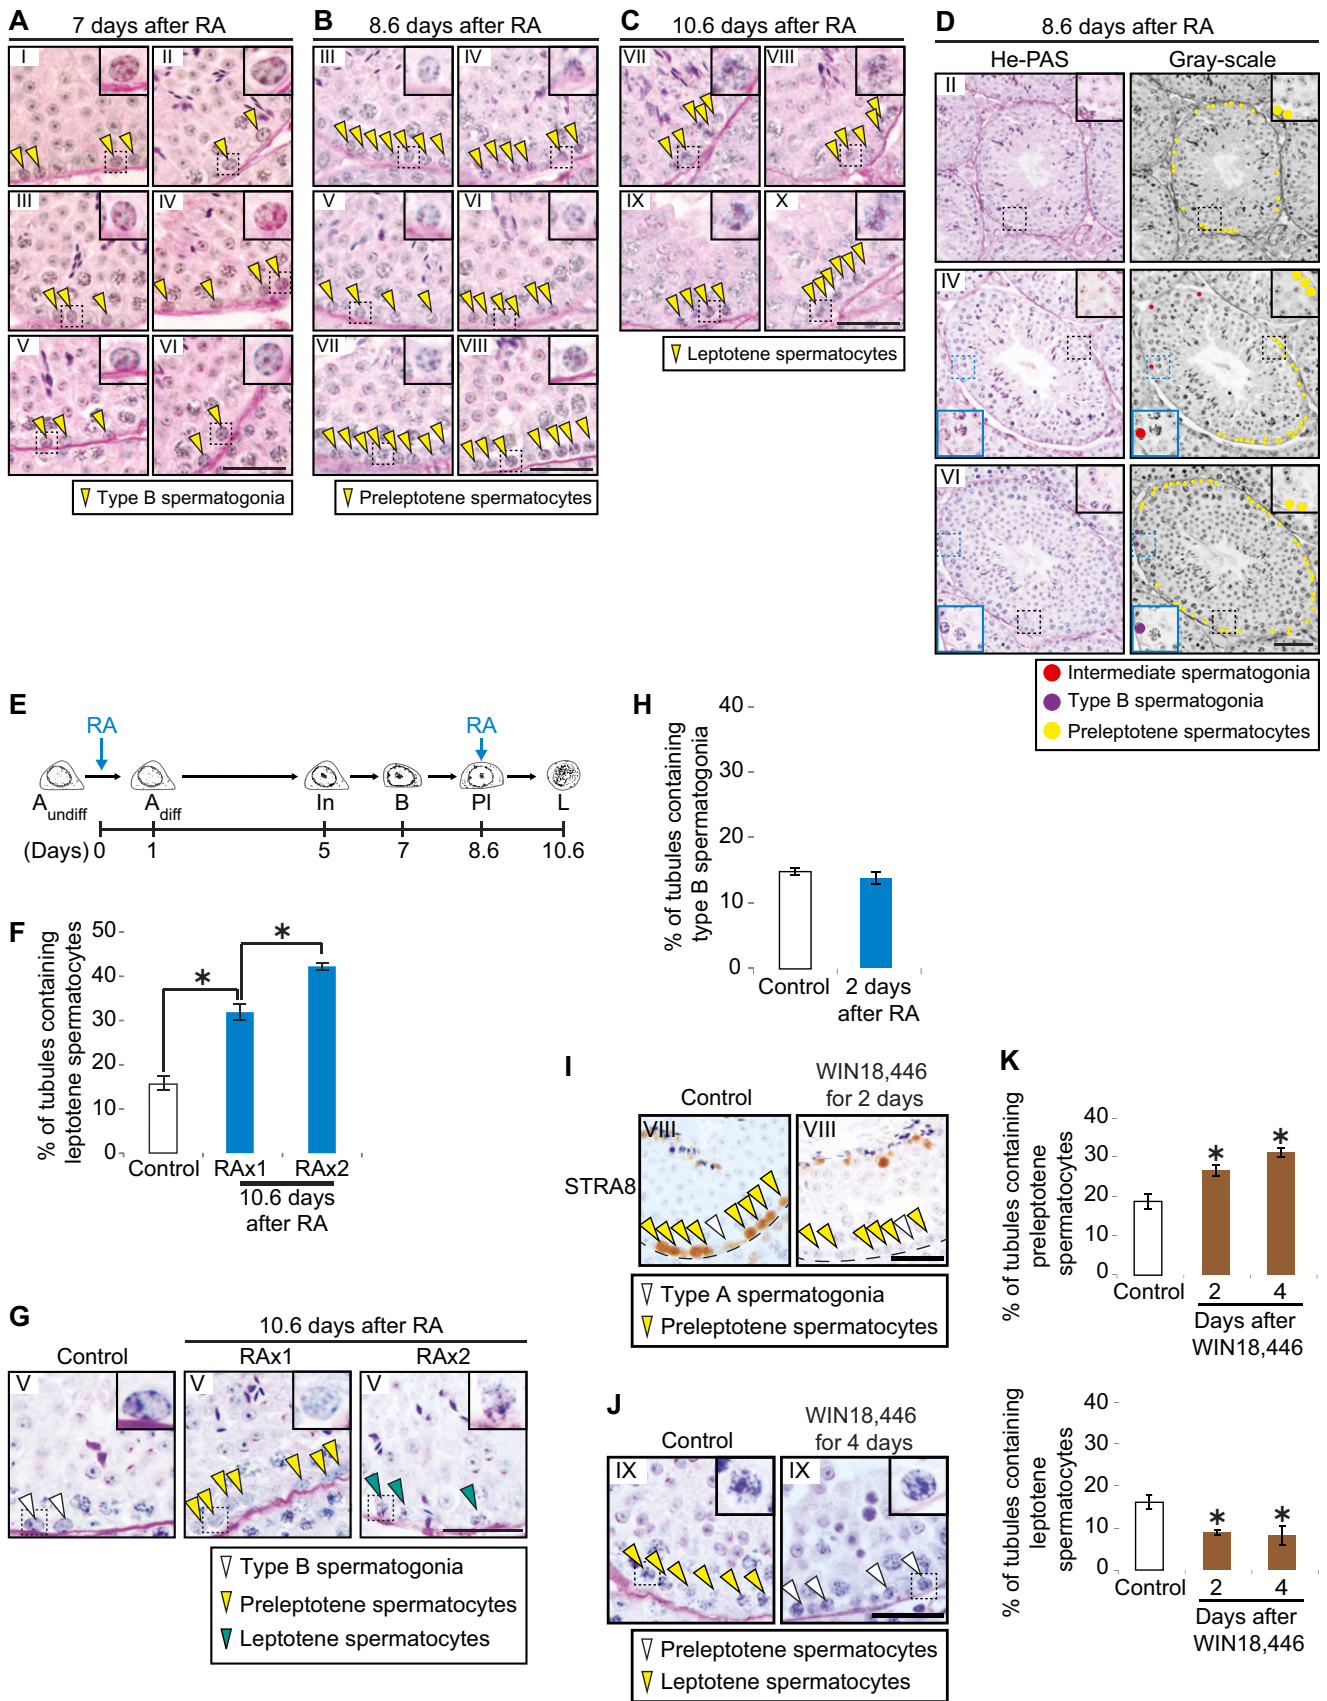 A
7 days after RA
I
II
III
IV
V
VI
Type B spermatogonia
B
8.6 days after RA
III
IV
V
VI
VII
VIII
Preleptotene spermatocytes
C
10.6 days after RA
VII
VIII
IX
X
Leptotene spermatocytes
D
8.6 days after RA
He-PAS
Gray-scale
II
IV
VI
Intermediate spermatogonia
Type B spermatogonia
Preleptotene spermatocytes
E
RA
RA
A undiff
A diff
In
B
Pl
L
(Days) 0 1 5 7 8.6 10.6
F
% of tubules containing
leptotene spermatocytes
50
40
30
20
10
0
*
*
Control
RAx1
RAx2
10.6 days
after RA
G
10.6 days after RA
Control
RAx1
RAx2
V
V
V
Type B spermatogonia
Preleptotene spermatocytes
Leptotene spermatocytes
H
% of tubules containing
type B spermatogonia
40
30
20
10
0
Control
2 days
after RA
I
Control
WIN18,446
for 2 days
STRA8
VIII
VIII
Type A spermatogonia
Preleptotene spermatocytes
J
Control
WIN18,446
for 4 days
IX
IX
Preleptotene spermatocytes
Leptotene spermatocytes
K
% of tubules containing
preleptotene
spermatocytes
40
30
20
10
0
*
*
Control
2
4
Days after
WIN18,446
% of tubules containing
leptotene
spermatocytes
40
30
20
10
0
*
*
Control
2
4
Days after
WIN18,446